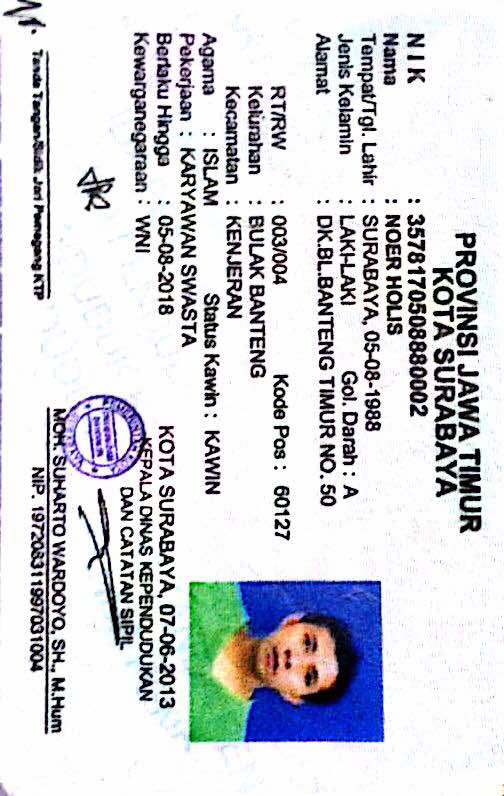 PROVINSI JAWA TIMUR
KOTA SURABAYA
NIK : 3578170508880002
Nama : NOER HOLIS
Tempat/Tgl. Lahir : SURABAYA, 05-08-1988
Jenis Kelamin : LAKI-LAKI Gol. Darah : A
Alamat : DK.BL.BANTENG TIMUR NO. 50
RT/RW : 003/004 Kode Pos : 60127
Kelurahan : BULAK BANTENG
Kecamatan : KENJERAN
Agama : ISLAM Status Kawin : KAWIN
Pekerjaan : KARYAWAN SWASTA
Berlaku Hingga : 05-08-2018
Kewarganegaraan : WNI
KOTA SURABAYA, 07-06-2013
KEPALA DINAS KEPENDUDUKAN
DAN CATATAN SIPIL
MOH. SUHARTO WARDOYO, SH., M.Hum
NIP. 197208311997031004
Tanda Tangan/Sidik Jari Pemegang KTP